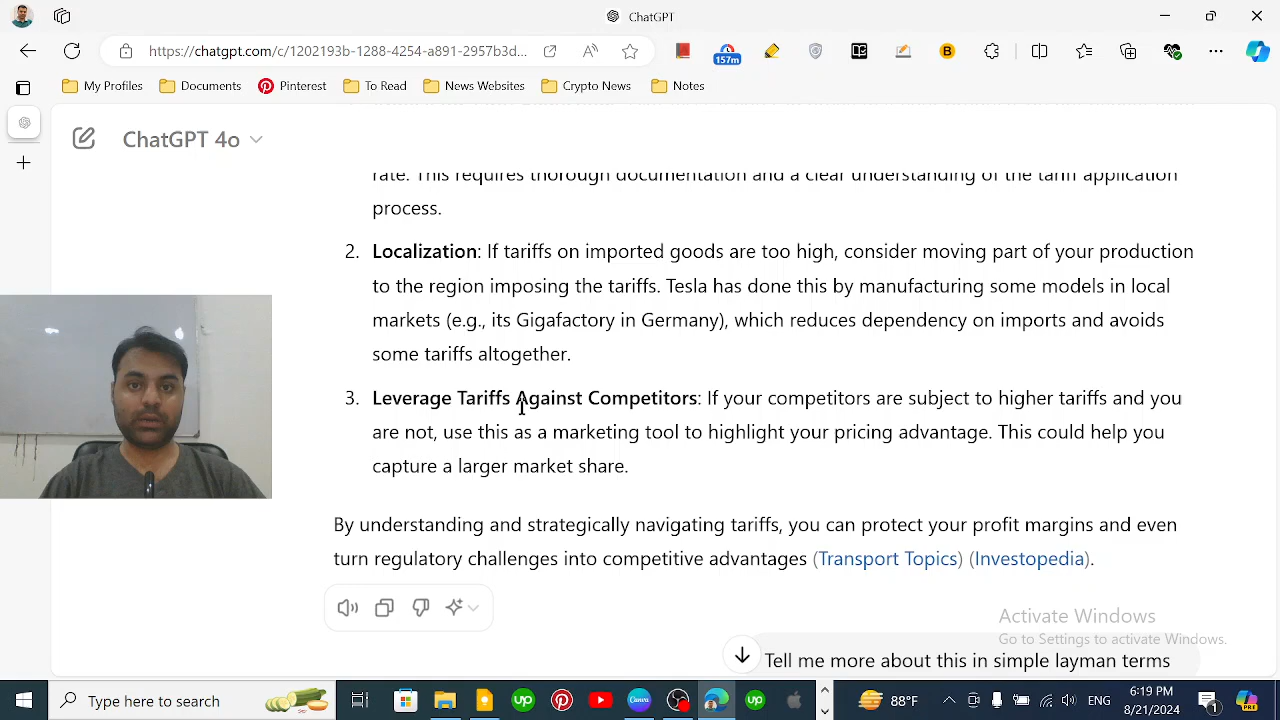 ChatGPT
https://chatgpt.com/c/1202193b-1288-4254-a891-2957b3d...
157m
B
My Profiles
Documents
Pinterest
To Read
News Websites
Crypto News
Notes
ChatGPT 4o
rate. This requires thorough documentation and a clear understanding of the tariff application
process.
2. Localization: If tariffs on imported goods are too high, consider moving part of your production
to the region imposing the tariffs. Tesla has done this by manufacturing some models in local
markets (e.g., its Gigafactory in Germany), which reduces dependency on imports and avoids
some tariffs altogether.
3. Leverage Tariffs Against Competitors: If your competitors are subject to higher tariffs and you
are not, use this as a marketing tool to highlight your pricing advantage. This could help you
capture a larger market share.
By understanding and strategically navigating tariffs, you can protect your profit margins and even
turn regulatory challenges into competitive advantages (Transport Topics) (Investopedia).
Activate Windows
Go to Settings to activate Windows.
Tell me more about this in simple layman terms
Type here to search
up
Canva
up
88°F
ENG
6:19 PM
8/21/2024
1
PRE